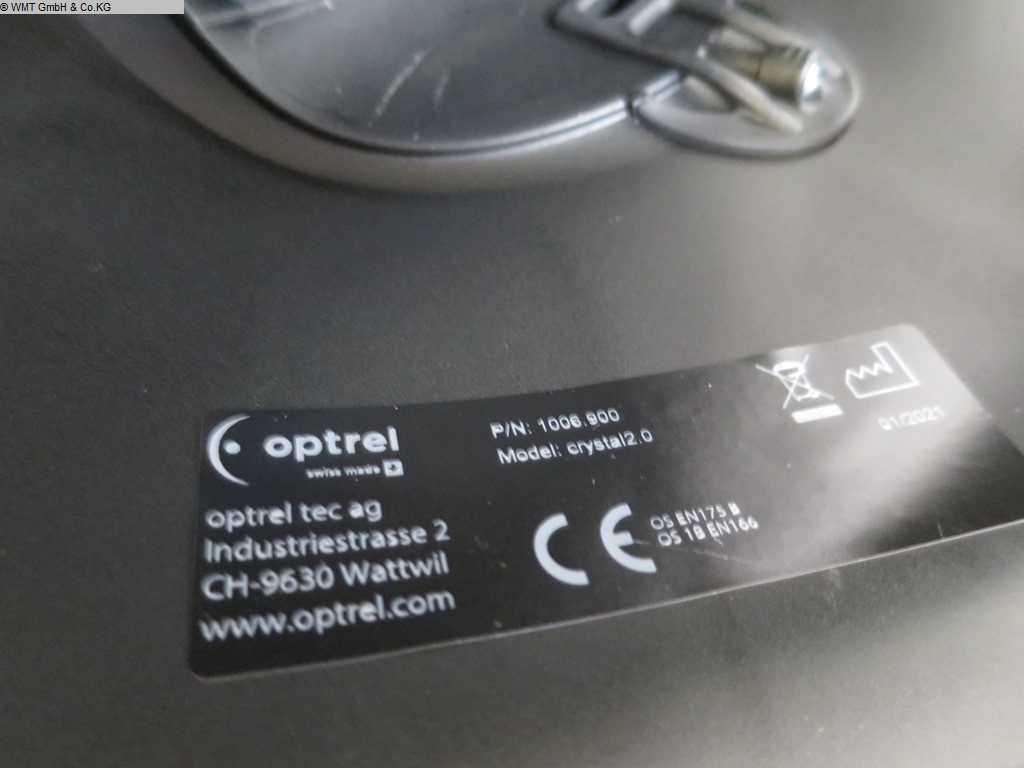 © WMT GmbH & Co.KG
optrel
swiss made
optrel tec ag
Industriestrasse 2
CH-9630 Wattwil
www.optrel.com
P/N: 1006.900
Model: crystal2.0
CE
OS EN175 B
OS 1B EN166
01/2021